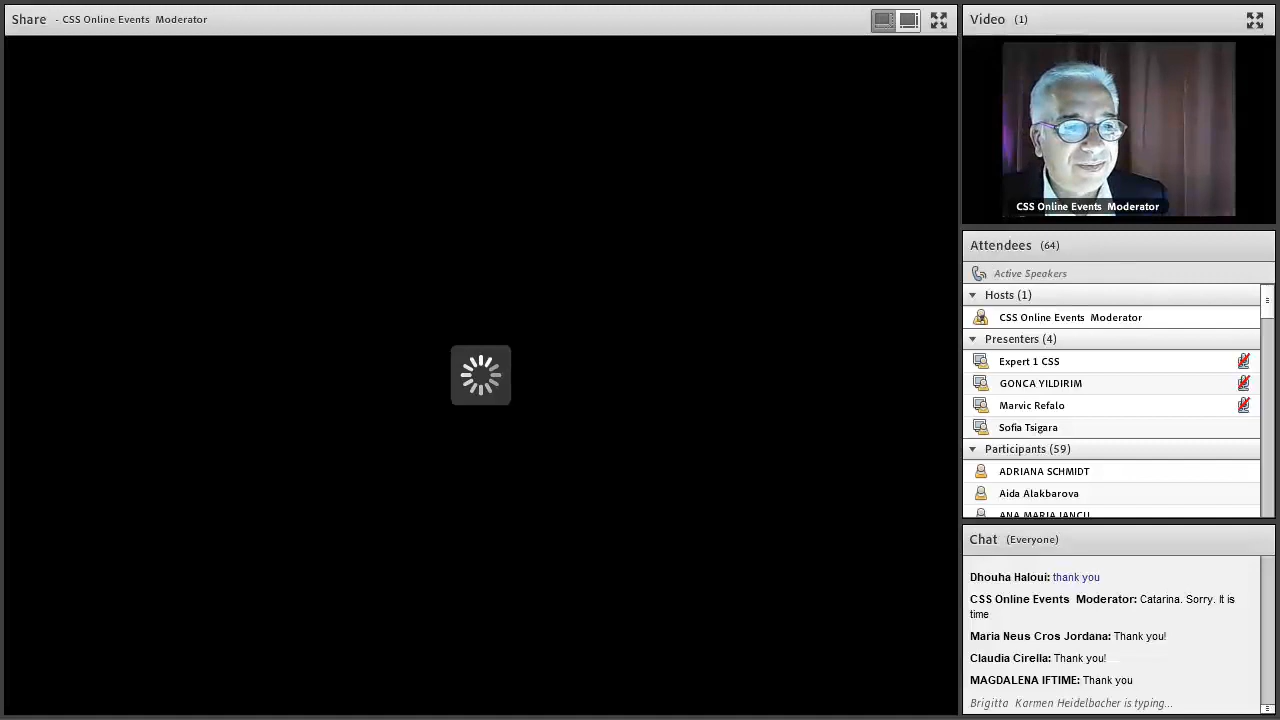 Share - CSS Online Events Moderator
Video (1)
CSS Online Events Moderator
Attendees (64)
Active Speakers
Hosts (1)
CSS Online Events Moderator
Presenters (4)
Expert 1 CSS
GONCA YILDIRIM
Marvic Refalo
Sofia Tsigara
Participants (59)
ADRIANA SCHMIDT
Aida Alakbarova
ANA MARIA IANCU
Chat (Everyone)
Dhouha Haloui: thank you
CSS Online Events Moderator: Catarina. Sorry. It is
time
Maria Neus Cros Jordana: Thank you!
Claudia Cirella: Thank you!
MAGDALENA IFTIME: Thank you
Brigitta Karmen Heidelbacher is typing...